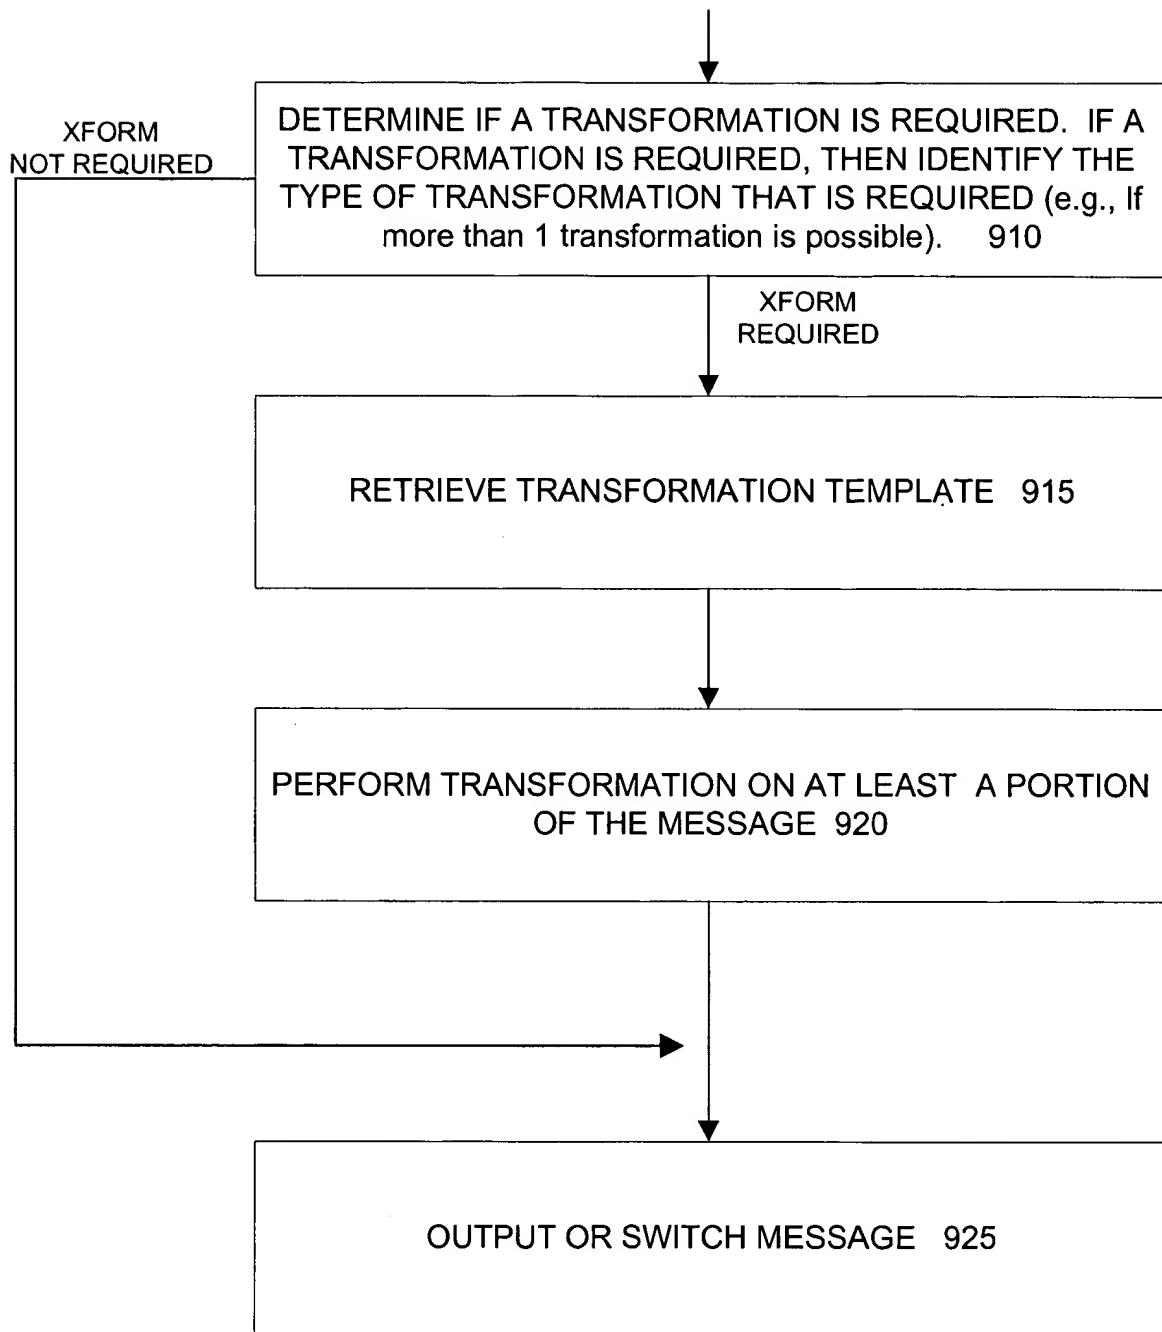 XFORM
NOT REQUIRED
DETERMINE IF A TRANSFORMATION IS REQUIRED. IF A
TRANSFORMATION IS REQUIRED, THEN IDENTIFY THE
TYPE OF TRANSFORMATION THAT IS REQUIRED (e.g., If
more than 1 transformation is possible). 910
XFORM
REQUIRED
RETRIEVE TRANSFORMATION TEMPLATE 915
PERFORM TRANSFORMATION ON AT LEAST A PORTION
OF THE MESSAGE 920
OUTPUT OR SWITCH MESSAGE 925